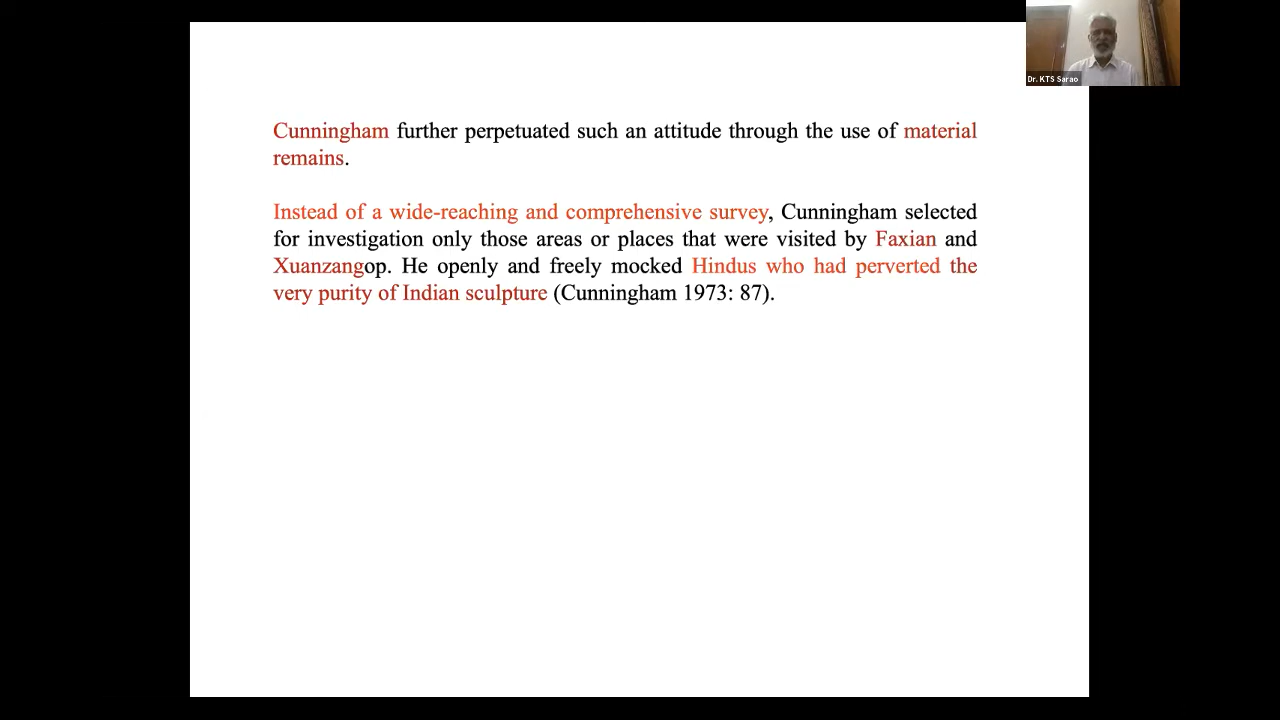 Dr. KTS Sarao
Cunningham further perpetuated such an attitude through the use of material
remains.
Instead of a wide-reaching and comprehensive survey, Cunningham selected
for investigation only those areas or places that were visited by Faxian and
Xuanzangop. He openly and freely mocked Hindus who had perverted the
very purity of Indian sculpture (Cunningham 1973: 87).